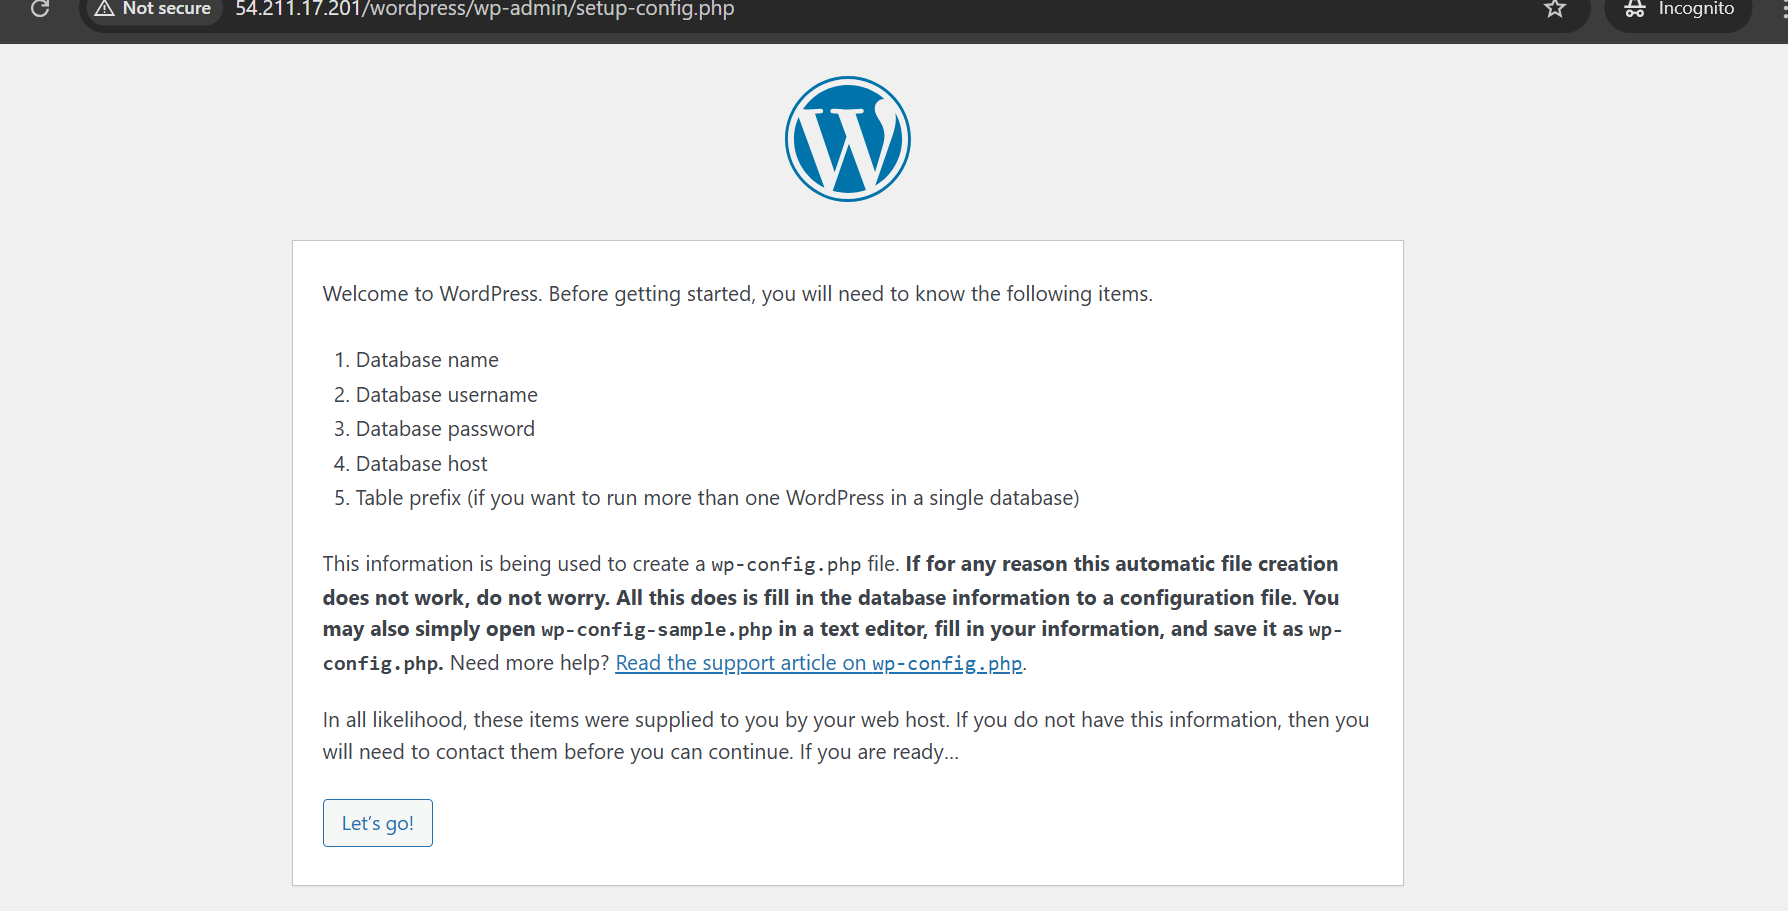 Not secure 54.211.17.201/wordpress/wp-admin/setup-config.php Incognito
Welcome to WordPress. Before getting started, you will need to know the following items.
1. Database name
2. Database username
3. Database password
4. Database host
5. Table prefix (if you want to run more than one WordPress in a single database)
This information is being used to create a wp-config.php file. If for any reason this automatic file creation
does not work, do not worry. All this does is fill in the database information to a configuration file. You
may also simply open wp-config-sample.php in a text editor, fill in your information, and save it as wp-
config.php. Need more help? Read the support article on wp-config.php.
In all likelihood, these items were supplied to you by your web host. If you do not have this information, then you
will need to contact them before you can continue. If you are ready…
Let’s go!